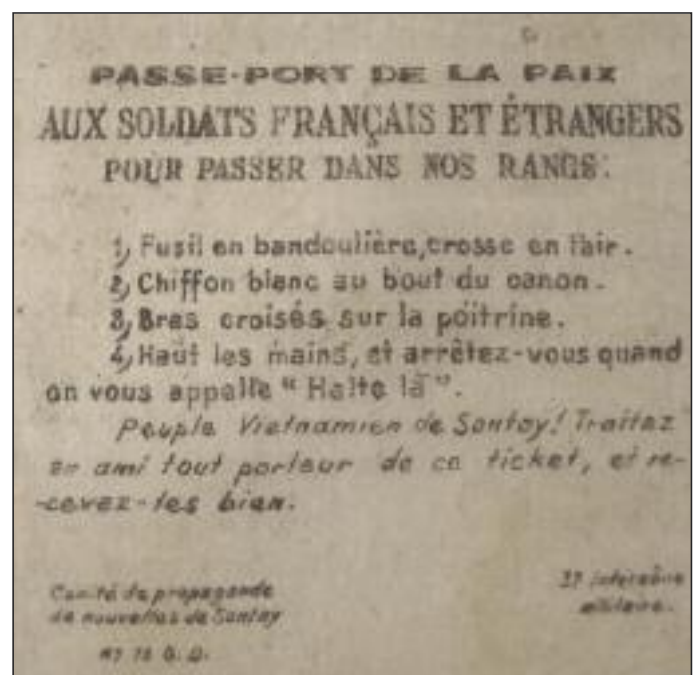 PASSE-PORT DE LA PAIX
AUX SOLDATS FRANÇAIS ET ÉTRANGERS
POUR PASSER DANS NOS RANGS:
1, Fusil en bandoulière, crosse en l'air.
2, Chiffon blanc au bout du canon.
3, Bras croisés sur la poitrine.
4, Haut les mains, et arrêtez-vous quand
on vous appelle "Halte là".
Peuple Vietnamien de Sontay! Traitez
en ami tout porteur de ce ticket, et re-
-cevez-les bien.
Comité de propagande
de nouvelles de Sontay
interzône
militaire.